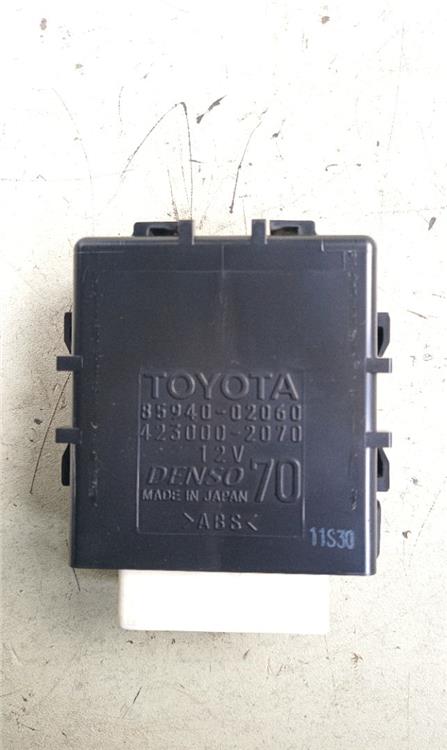 TOYOTA
85940-02060
423000-2070
12V
DENSO 70
MADE IN JAPAN
>ABS<
11S30